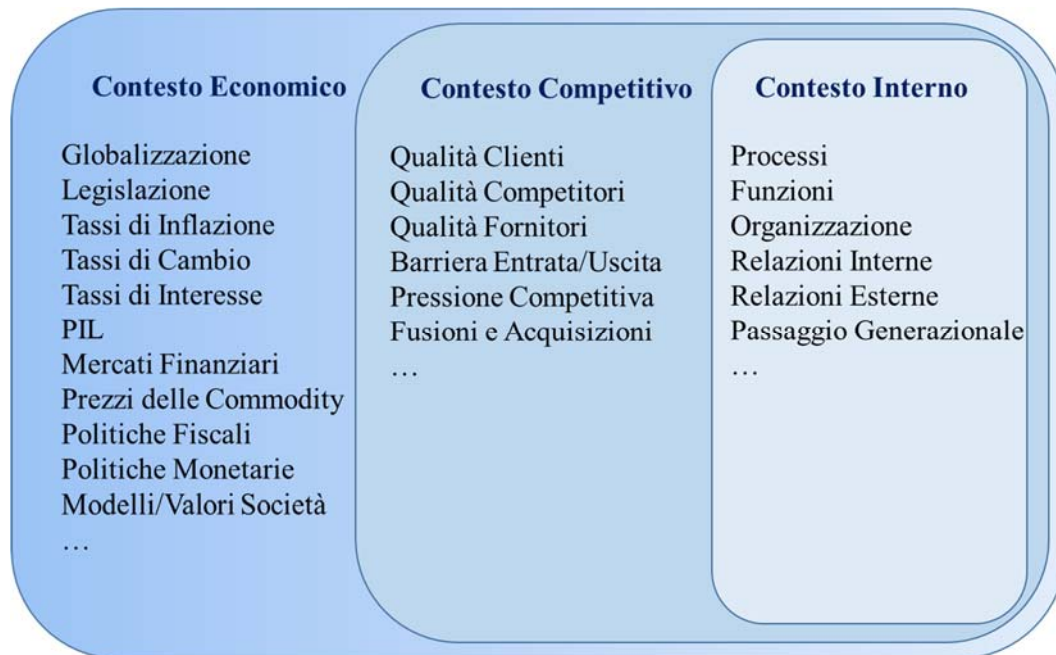 Contesto Economico
Globalizzazione
Legislazione
Tassi di Inflazione
Tassi di Cambio
Tassi di Interesse
PIL
Mercati Finanziari
Prezzi delle Commodity
Politiche Fiscali
Politiche Monetarie
Modelli/Valori Società
…
Contesto Competitivo
Qualità Clienti
Qualità Competitori
Qualità Fornitori
Barriera Entrata/Uscita
Pressione Competitiva
Fusioni e Acquisizioni
…
Contesto Interno
Processi
Funzioni
Organizzazione
Relazioni Interne
Relazioni Esterne
Passaggio Generazionale
…